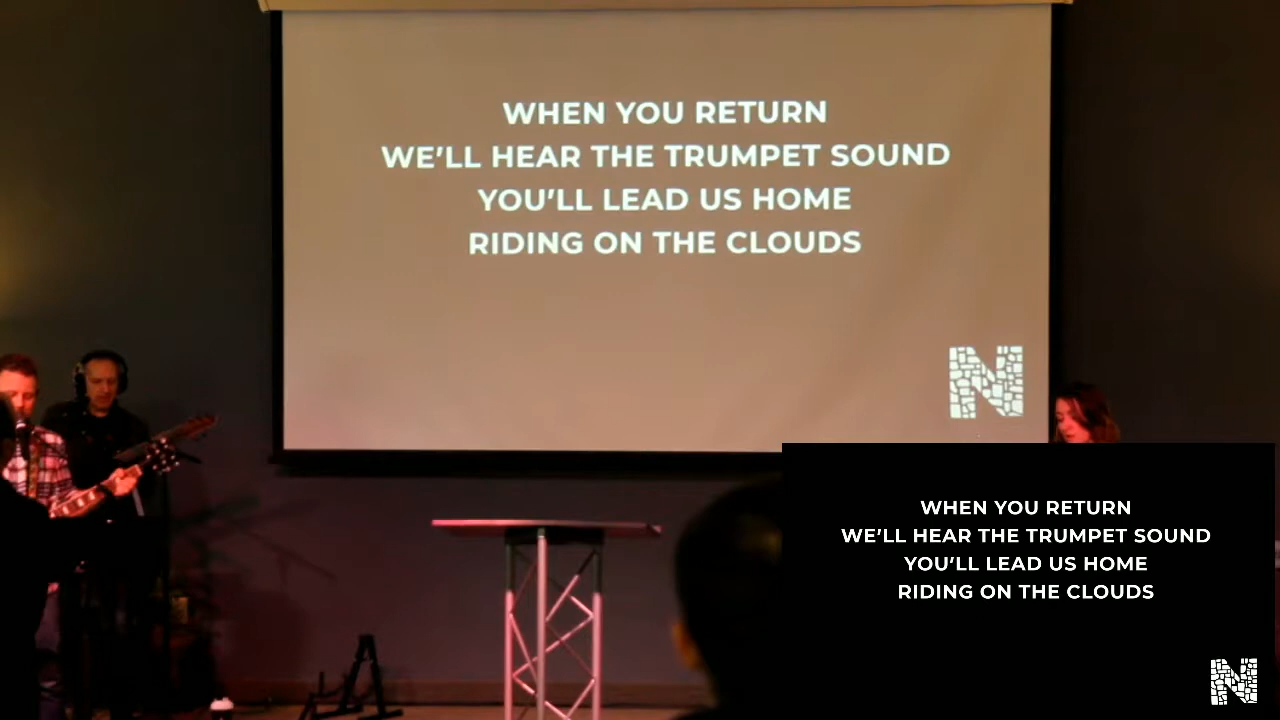 WHEN YOU RETURN
WE'LL HEAR THE TRUMPET SOUND
YOU'LL LEAD US HOME
RIDING ON THE CLOUDS
N
WHEN YOU RETURN
WE'LL HEAR THE TRUMPET SOUND
YOU'LL LEAD US HOME
RIDING ON THE CLOUDS
N